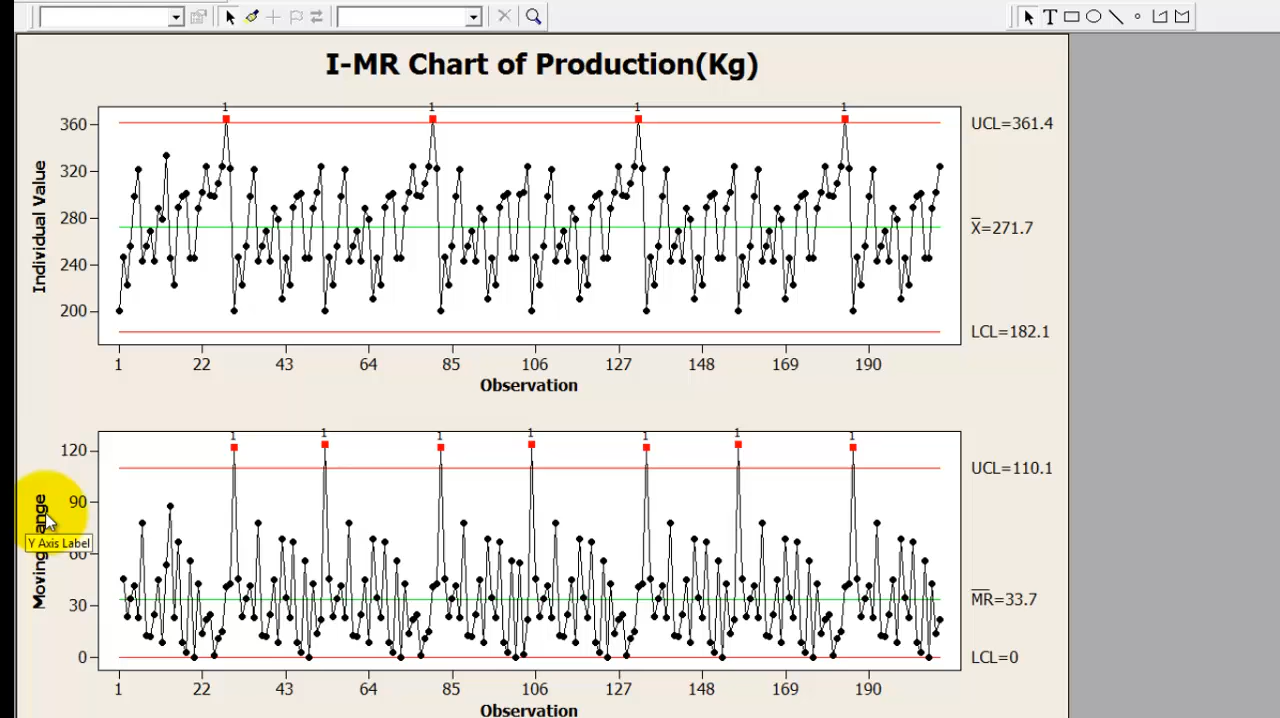 I-MR Chart of Production(Kg)
1 1 1 1
UCL=361.4
360
320
280
240
200
Individual Value
X=271.7
LCL=182.1
1 22 43 64 85 106 127 148 169 190
Observation
1 1 1 1 1 1 1
120
90
60
30
0
UCL=110.1
Moving
Y Axis Label
MR=33.7
LCL=0
1 22 43 64 85 106 127 148 169 190
Observation